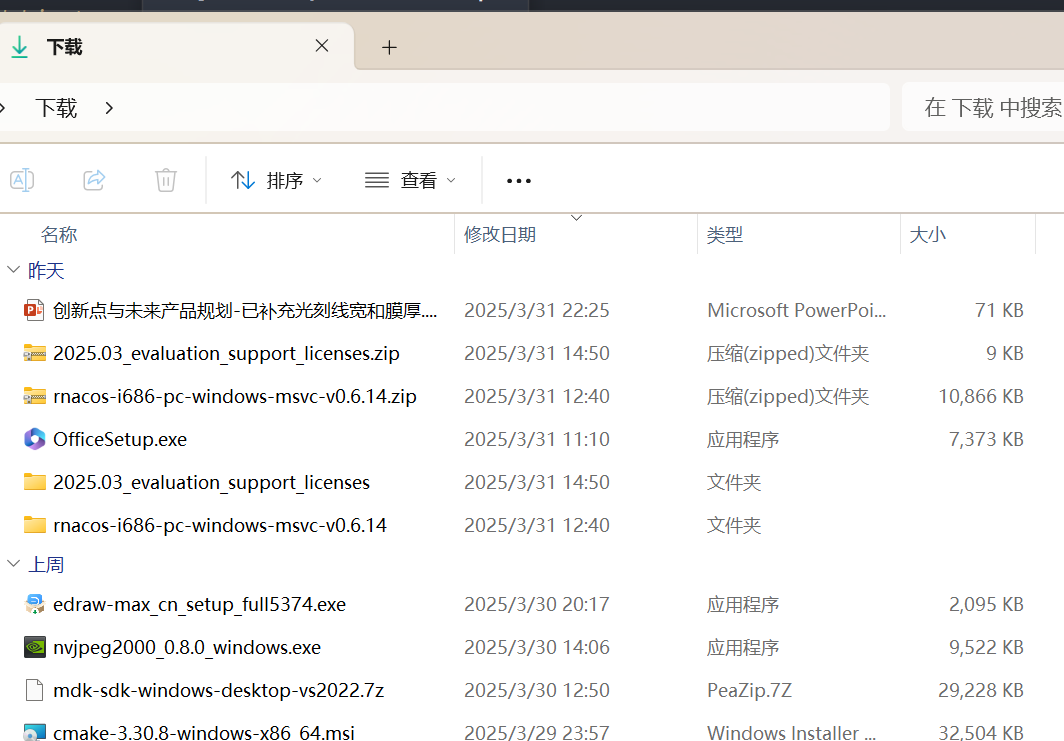 下载
下载
在 下载 中搜索
排序 查看
名称 修改日期 类型 大小
昨天
创新点与未来产品规划-已补充光刻线宽和膜厚.... 2025/3/31 22:25 Microsoft PowerPoi... 71 KB
2025.03_evaluation_support_licenses.zip 2025/3/31 14:50 压缩(zipped)文件夹 9 KB
rnacos-i686-pc-windows-msvc-v0.6.14.zip 2025/3/31 12:40 压缩(zipped)文件夹 10,866 KB
OfficeSetup.exe 2025/3/31 11:10 应用程序 7,373 KB
2025.03_evaluation_support_licenses 2025/3/31 14:50 文件夹
rnacos-i686-pc-windows-msvc-v0.6.14 2025/3/31 12:40 文件夹
上周
edraw-max_cn_setup_full5374.exe 2025/3/30 20:17 应用程序 2,095 KB
nvjpeg2000_0.8.0_windows.exe 2025/3/30 14:06 应用程序 9,522 KB
mdk-sdk-windows-desktop-vs2022.7z 2025/3/30 12:50 PeaZip.7Z 29,228 KB
cmake-3.30.8-windows-x86_64.msi 2025/3/29 23:57 Windows Installer ... 32,504 KB